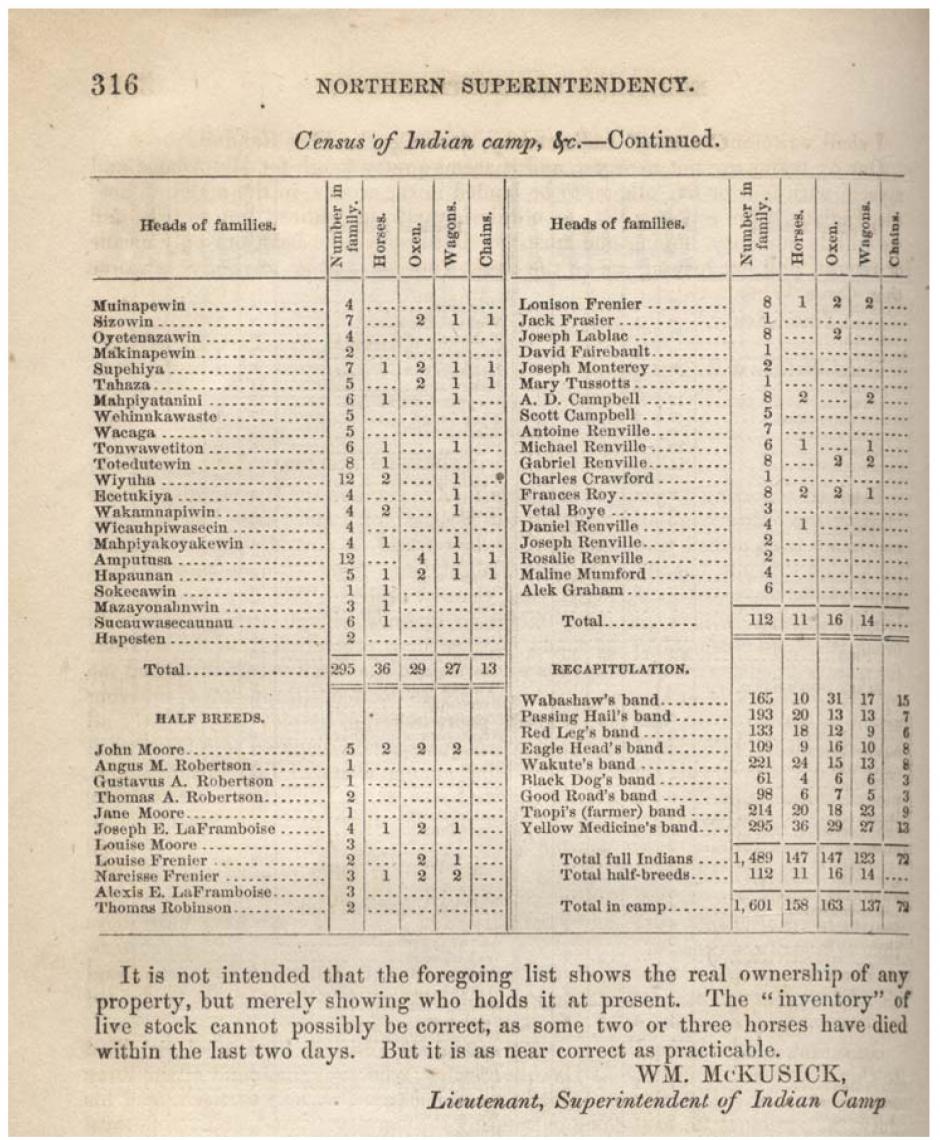 316 NORTHERN SUPERINTENDENCY.
Census of Indian camp, &c.—Continued.
Heads of families. Number in family. Horses. Oxen. Wagons. Chains.
Muinapewin 4 .... .... .... ....
Sizowin 7 .... 2 1 1
Oyetenazawin 4 .... .... .... ....
Makinapewin 2 .... .... .... ....
Supehiya 7 1 2 1 1
Tahaza 5 .... 2 1 1
Mahpiyatanini 6 1 .... 1 ....
Wehinnkawaste 5 .... .... .... ....
Wacaga 5 .... .... .... ....
Tonwawetiton 6 1 .... 1 ....
Totedutewin 8 1 .... .... ....
Wiyuha 12 2 .... 1 ....
Ecetukiya 4 .... .... 1 ....
Wakamnapiwin 4 2 .... 1 ....
Wicauhpiwasecin 4 .... .... .... ....
Mahpiyakoyakewin 4 1 .... 1 ....
Amputusa 12 .... 4 1 1
Hapaunan 5 1 2 1 1
Sokecawin 1 1 .... .... ....
Mazayonahnwin 3 1 .... .... ....
Sucauwasecaunau 6 1 .... .... ....
Hapesten 2 .... .... .... ....
Total 295 36 29 27 13
HALF BREEDS.
John Moore 5 2 2 2 ....
Angus M. Robertson 1 .... .... .... ....
Gustavus A. Robertson 1 .... .... .... ....
Thomas A. Robertson 2 .... .... .... ....
Jane Moore 1 .... .... .... ....
Joseph E. LaFramboise 4 1 2 1 ....
Louise Moore 3 .... .... .... ....
Louise Frenier 2 .... 2 1 ....
Narcisse Frenier 3 1 2 2 ....
Alexis E. LaFramboise 3 .... .... .... ....
Thomas Robinson 2 .... .... .... ....
Heads of families. Number in family. Horses. Oxen. Wagons. Chains.
Louison Frenier 8 1 2 2 ....
Jack Frasier 1 .... .... .... ....
Joseph Lablac 8 .... 2 .... ....
David Fairebault 1 .... .... .... ....
Joseph Monterey 2 .... .... .... ....
Mary Tussotts 1 .... .... .... ....
A. D. Campbell 8 2 .... 2 ....
Scott Campbell 5 .... .... .... ....
Antoine Renville 7 .... .... .... ....
Michael Renville 6 1 .... 1 ....
Gabriel Renville 8 .... 2 2 ....
Charles Crawford 1 .... .... .... ....
Frances Roy 8 2 2 1 ....
Vetal Boye 3 .... .... .... ....
Daniel Renville 4 1 .... .... ....
Joseph Renville 2 .... .... .... ....
Rosalie Renville 2 .... .... .... ....
Maline Mumford 4 .... .... .... ....
Alek Graham 6 .... .... .... ....
Total 112 11 16 14 ....
RECAPITULATION.
Wabashaw's band 165 10 31 17 15
Passing Hail's band 193 20 13 13 7
Red Leg's band 133 18 12 9 6
Eagle Head's band 109 9 16 10 8
Wakute's band 221 24 15 13 8
Black Dog's band 61 4 6 6 3
Good Road's band 98 6 7 5 3
Taopi's (farmer) band 214 20 18 23 9
Yellow Medicine's band 295 36 29 27 13
Total full Indians 1,489 147 147 123 72
Total half-breeds 112 11 16 14 ....
Total in camp 1,601 158 163 137 72
It is not intended that the foregoing list shows the real ownership of any
property, but merely showing who holds it at present. The "inventory" of
live stock cannot possibly be correct, as some two or three horses have died
within the last two days. But it is as near correct as practicable.
WM. McKUSICK,
Lieutenant, Superintendent of Indian Camp